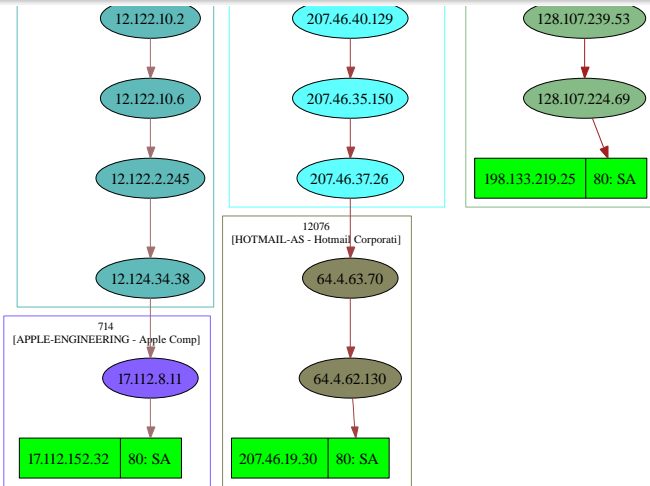 12.122.10.2
207.46.40.129
128.107.239.53
12.122.10.6
207.46.35.150
128.107.224.69
12.122.2.245
207.46.37.26
198.133.219.25 80: SA
12076
[HOTMAIL-AS - Hotmail Corporati]
12.124.34.38
64.4.63.70
714
[APPLE-ENGINEERING - Apple Comp]
17.112.8.11
64.4.62.130
17.112.152.32 80: SA
207.46.19.30 80: SA